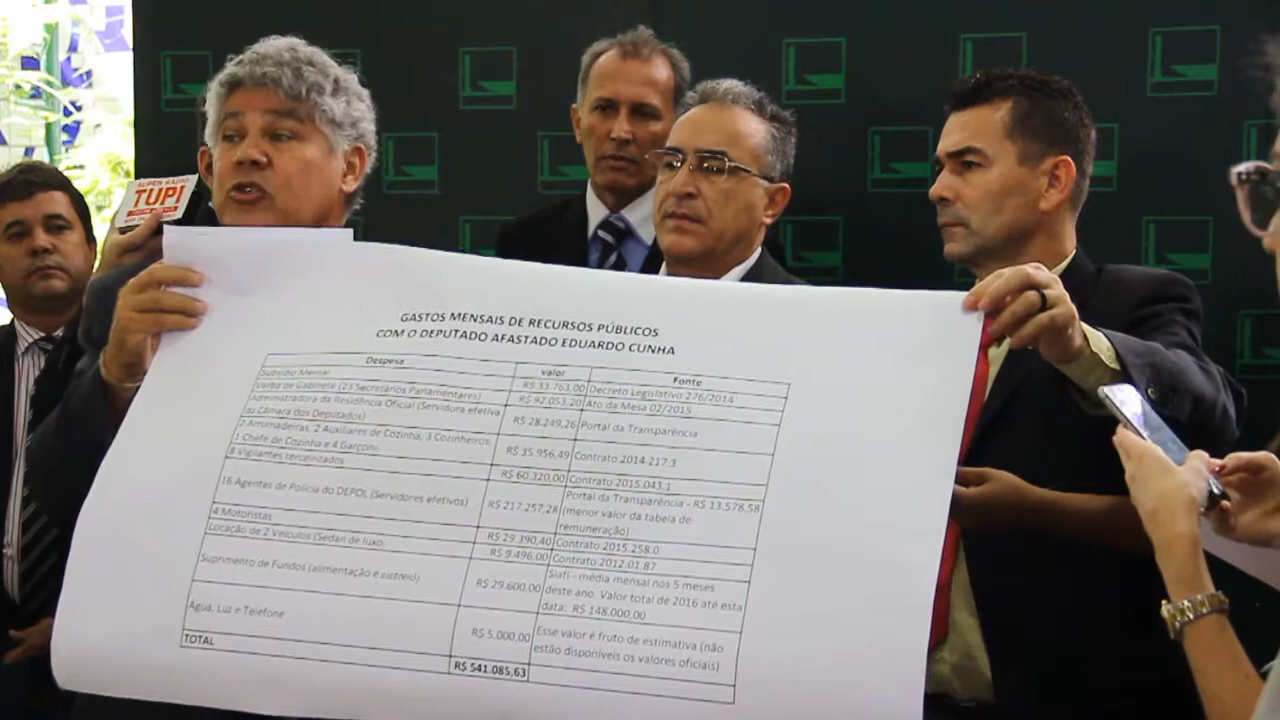 SUPER RÁDIO
TUPI
GASTOS MENSAIS DE RECURSOS PÚBLICOS
COM O DEPUTADO AFASTADO EDUARDO CUNHA
Despesa valor Fonte
Subsídio Mensal R$ 33.763,00 Decreto Legislativo 276/2014
Verba de Gabinete (23 Secretários Parlamentares) R$ 92.053,20 Ato da Mesa 02/2015
Administradora da Residência Oficial (Servidora efetiva
da Câmara dos Deputados) R$ 28.249,26 Portal da Transparência
2 Arrumadeiras, 2 Auxiliares de Cozinha, 3 Cozinheiros,
1 Chefe de Cozinha e 4 Garçons R$ 35.956,49 Contrato 2014.217.3
8 Vigilantes terceirizados R$ 60.320,00 Contrato 2015.043.1
16 Agentes de Polícia do DEPOL (Servidores efetivos) R$ 217.257,28 Portal da Transparência - R$ 13.578,58
(menor valor da tabela de
remuneração)
4 Motoristas R$ 29.390,40 Contrato 2015.258.0
Locação de 2 Veículos (Sedan de luxo) R$ 9.496,00 Contrato 2012.01.87
Suprimento de Fundos (alimentação e outros) R$ 29.600,00 Siafi - média mensal nos 5 meses
deste ano. Valor total de 2016 até esta
data: R$ 148.000,00
Água, Luz e Telefone R$ 5.000,00 Esse valor é fruto de estimativa (não
estão disponíveis os valores oficiais)
TOTAL R$ 541.085,63